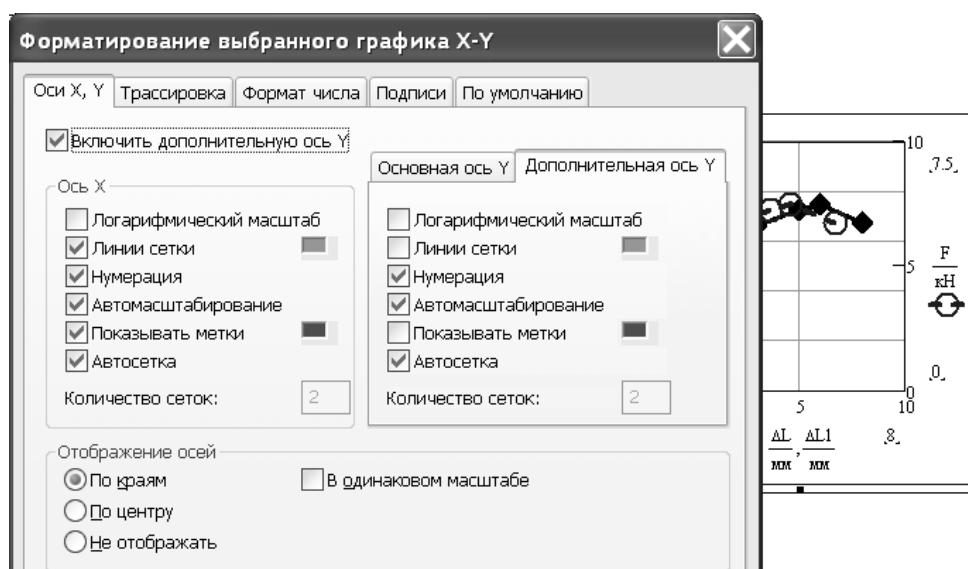 Форматирование выбранного графика X-Y
Оси X, Y Трассировка Формат числа Подписи По умолчанию
Включить дополнительную ось Y
Ось X
Логарифмический масштаб
Линии сетки
Нумерация
Автомасштабирование
Показывать метки
Автосетка
Количество сеток: 2
Основная ось Y Дополнительная ось Y
Логарифмический масштаб
Линии сетки
Нумерация
Автомасштабирование
Показывать метки
Автосетка
Количество сеток: 2
Отображение осей
По краям
По центру
Не отображать
В одинаковом масштабе
10
7.5
5
F
кН
0
0
5 10
ΔL , ΔL1
мм мм
8